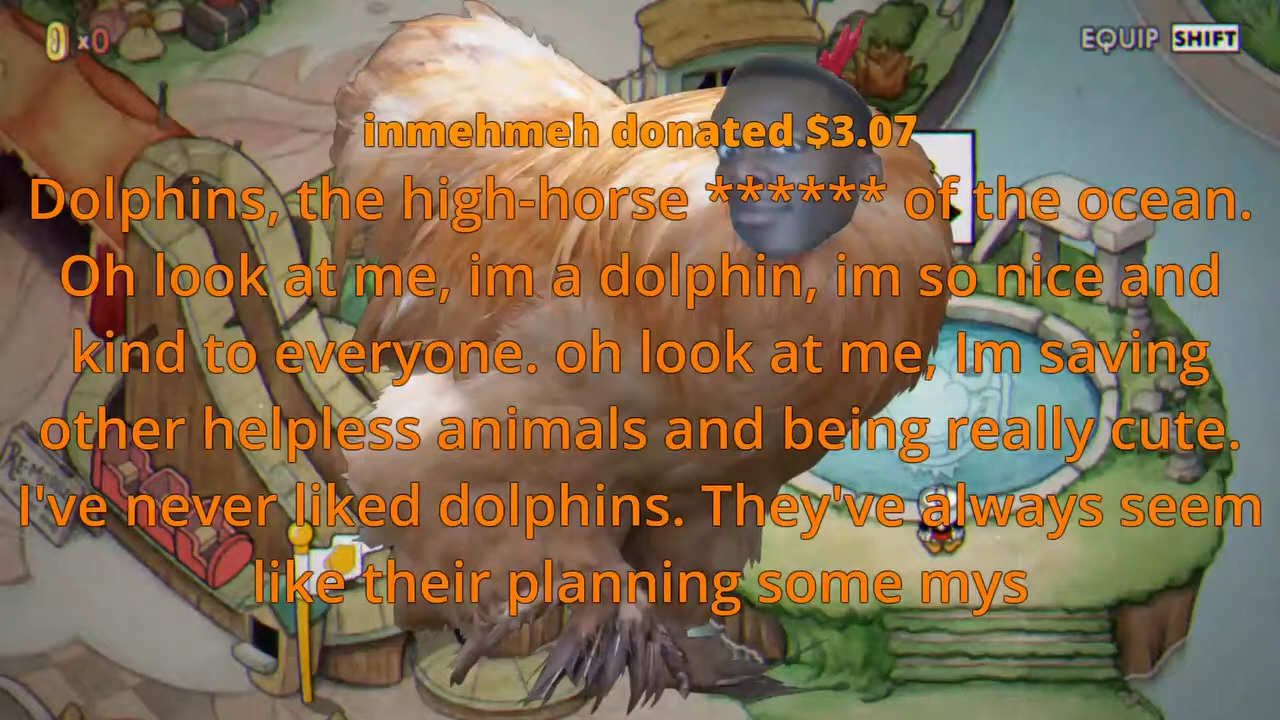 x0
EQUIP SHIFT
inmehmeh donated $3.07
Dolphins, the high-horse ****** of the ocean.
Oh look at me, im a dolphin, im so nice and
kind to everyone. oh look at me, Im saving
other helpless animals and being really cute.
I've never liked dolphins. They've always seem
like their planning some mys